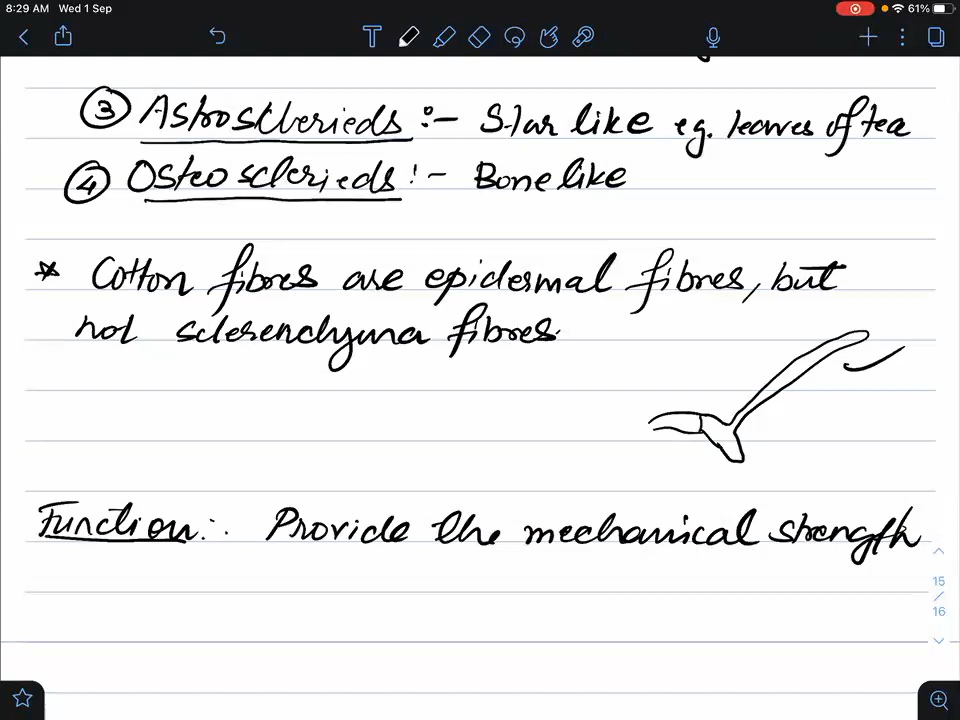 8:29 AM Wed 1 Sep 61%
③ Astrosclerieds :- Star like eg. leaves of tea
④ Osteosclerieds :- Bone like
* Cotton fibres are epidermal fibres, but
not sclerenchyma fibres.
Function :. Provide the mechanical strength
15
/
16